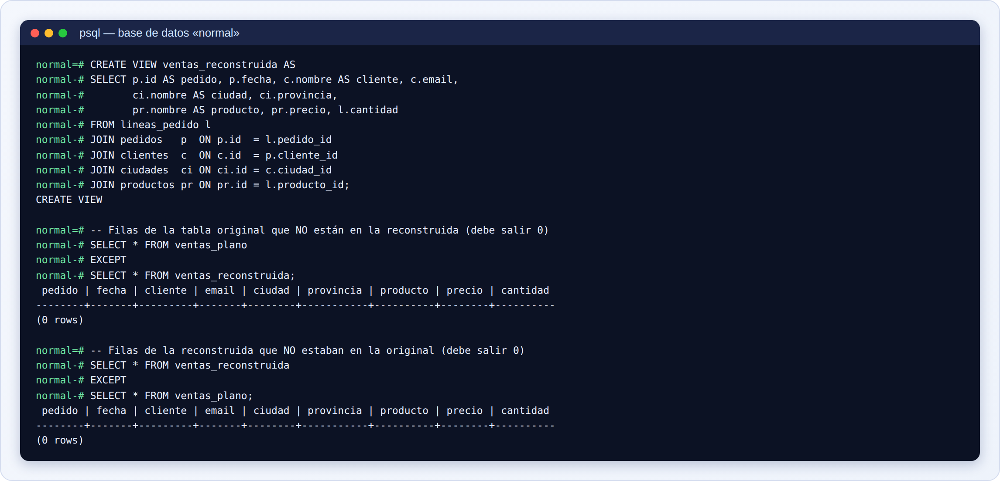 psql — base de datos «normal»
normal=# CREATE VIEW ventas_reconstruida AS
normal-# SELECT p.id AS pedido, p.fecha, c.nombre AS cliente, c.email,
normal-#        ci.nombre AS ciudad, ci.provincia,
normal-#        pr.nombre AS producto, pr.precio, l.cantidad
normal-# FROM lineas_pedido l
normal-# JOIN pedidos   p  ON p.id  = l.pedido_id
normal-# JOIN clientes  c  ON c.id  = p.cliente_id
normal-# JOIN ciudades  ci ON ci.id = c.ciudad_id
normal-# JOIN productos pr ON pr.id = l.producto_id;
CREATE VIEW
normal=# -- Filas de la tabla original que NO están en la reconstruida (debe salir 0)
normal-# SELECT * FROM ventas_plano
normal-# EXCEPT
normal-# SELECT * FROM ventas_reconstruida;
 pedido | fecha | cliente | email | ciudad | provincia | producto | precio | cantidad
--------+-------+---------+-------+--------+-----------+----------+--------+----------
(0 rows)
normal=# -- Filas de la reconstruida que NO estaban en la original (debe salir 0)
normal-# SELECT * FROM ventas_reconstruida
normal-# EXCEPT
normal-# SELECT * FROM ventas_plano;
 pedido | fecha | cliente | email | ciudad | provincia | producto | precio | cantidad
--------+-------+---------+-------+--------+-----------+----------+--------+----------
(0 rows)